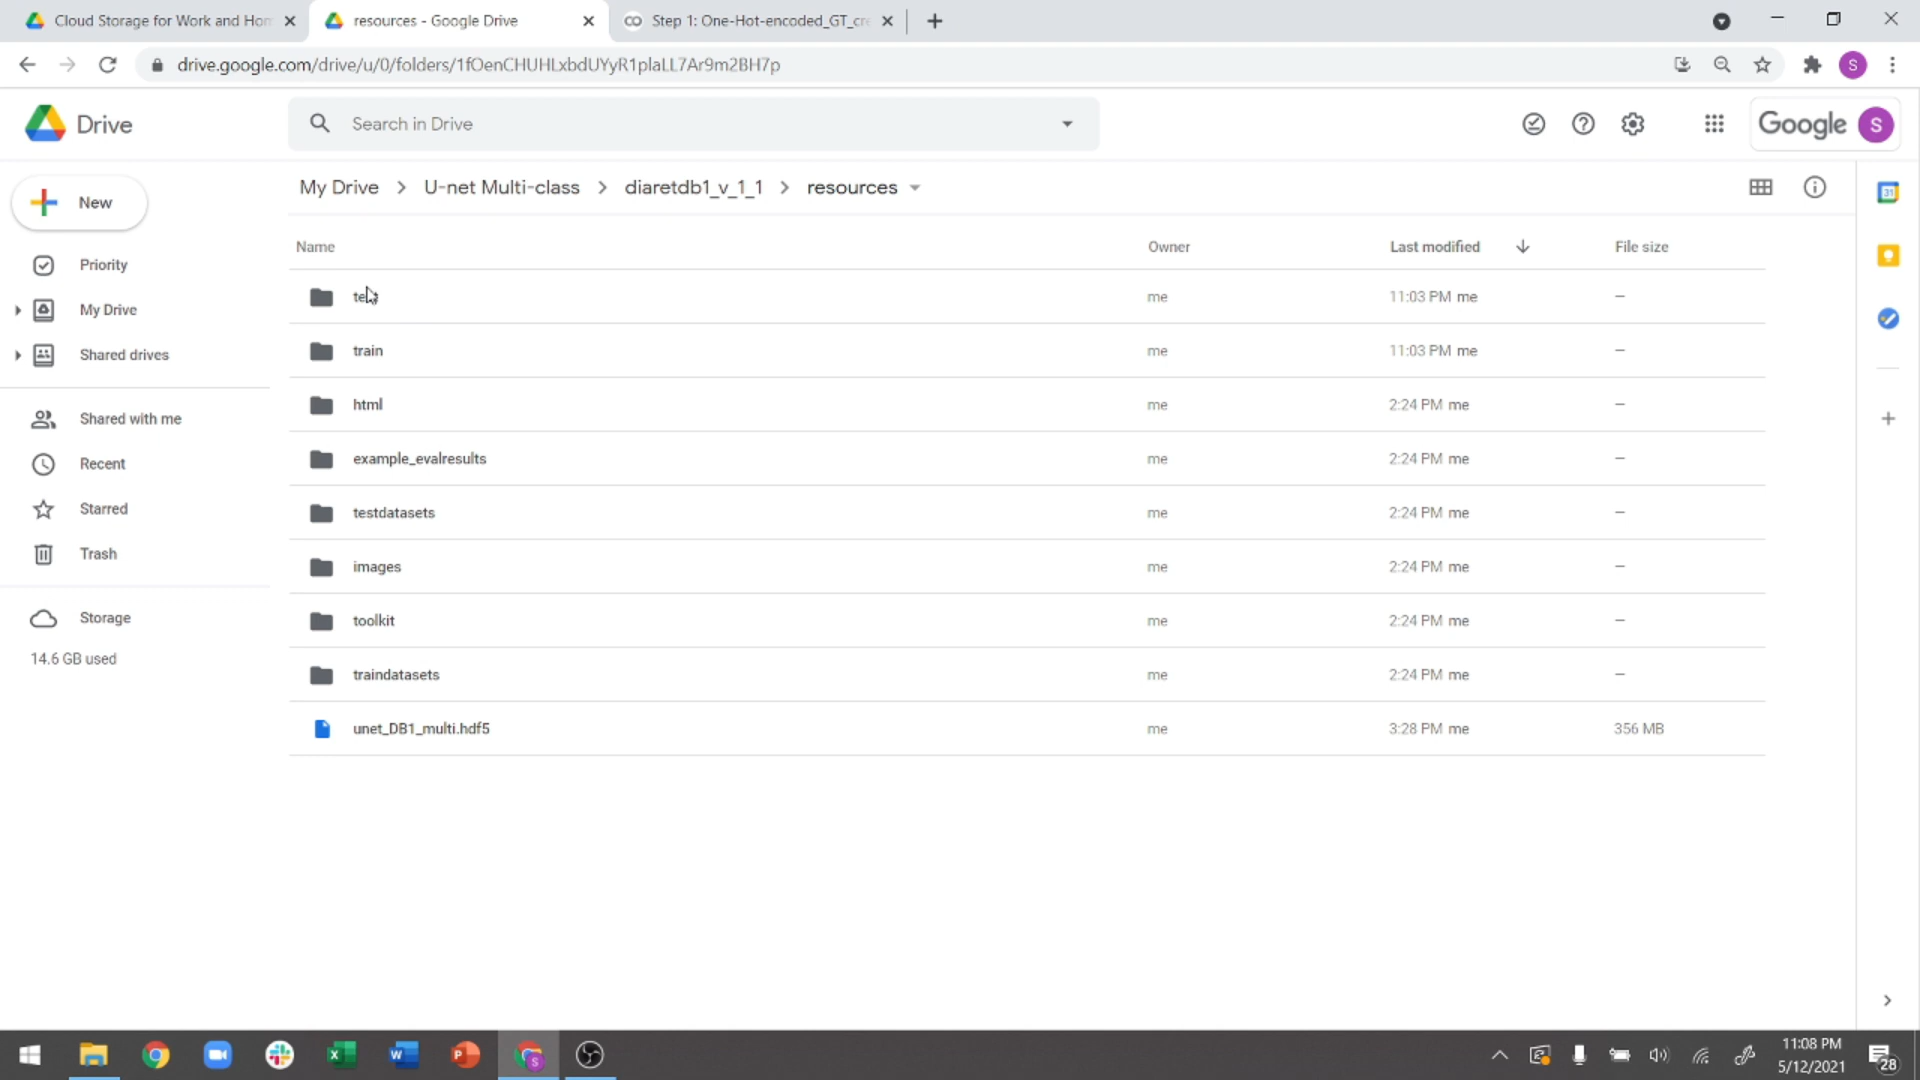 Cloud Storage for Work and Hom
resources - Google Drive
Step 1: One-Hot-encoded_GT_cre
drive.google.com/drive/u/0/folders/1fOenCHUHLxbdUYyR1plaLL7Ar9m2BH7p
S
Drive
Search in Drive
Google S
New
My Drive > U-net Multi-class > diaretdb1_v_1_1 > resources
31
Name Owner Last modified File size
Priority
me 11:03 PM me –
My Drive
train me 11:03 PM me –
Shared drives
html me 2:24 PM me –
Shared with me
example_evalresults me 2:24 PM me –
Recent
testdatasets me 2:24 PM me –
Starred
images me 2:24 PM me –
Trash
toolkit me 2:24 PM me –
Storage
14.6 GB used
traindatasets me 2:24 PM me –
unet_DB1_multi.hdf5 me 3:28 PM me 356 MB
11:08 PM
5/12/2021
28